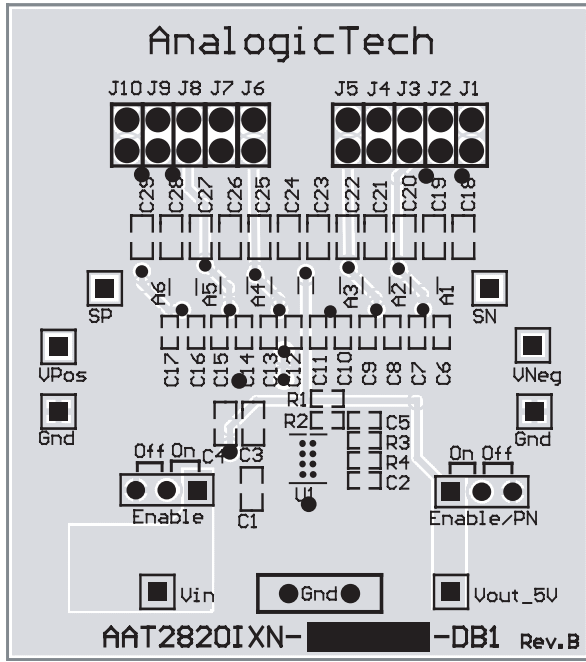 AnalogicTech
J10 J9 J8 J7 J6 J5 J4 J3 J2 J1
C29 C28 C27 C26 C25 C24 C23 C22 C21 C20 C19 C18
A6 A5 A4 A3 A2 A1
SP SN
C17 C16 C15 C14 C13 C12 C11 C10 C9 C8 C7 C6
VPos VNeg
R1
Gnd Gnd
R2 C5
C4 C3 R3
Off On R4 On Off
U1 C2
Enable C1 Enable/PN
Vin Gnd Vout_5V
AAT2820IXN- -DB1 Rev.B